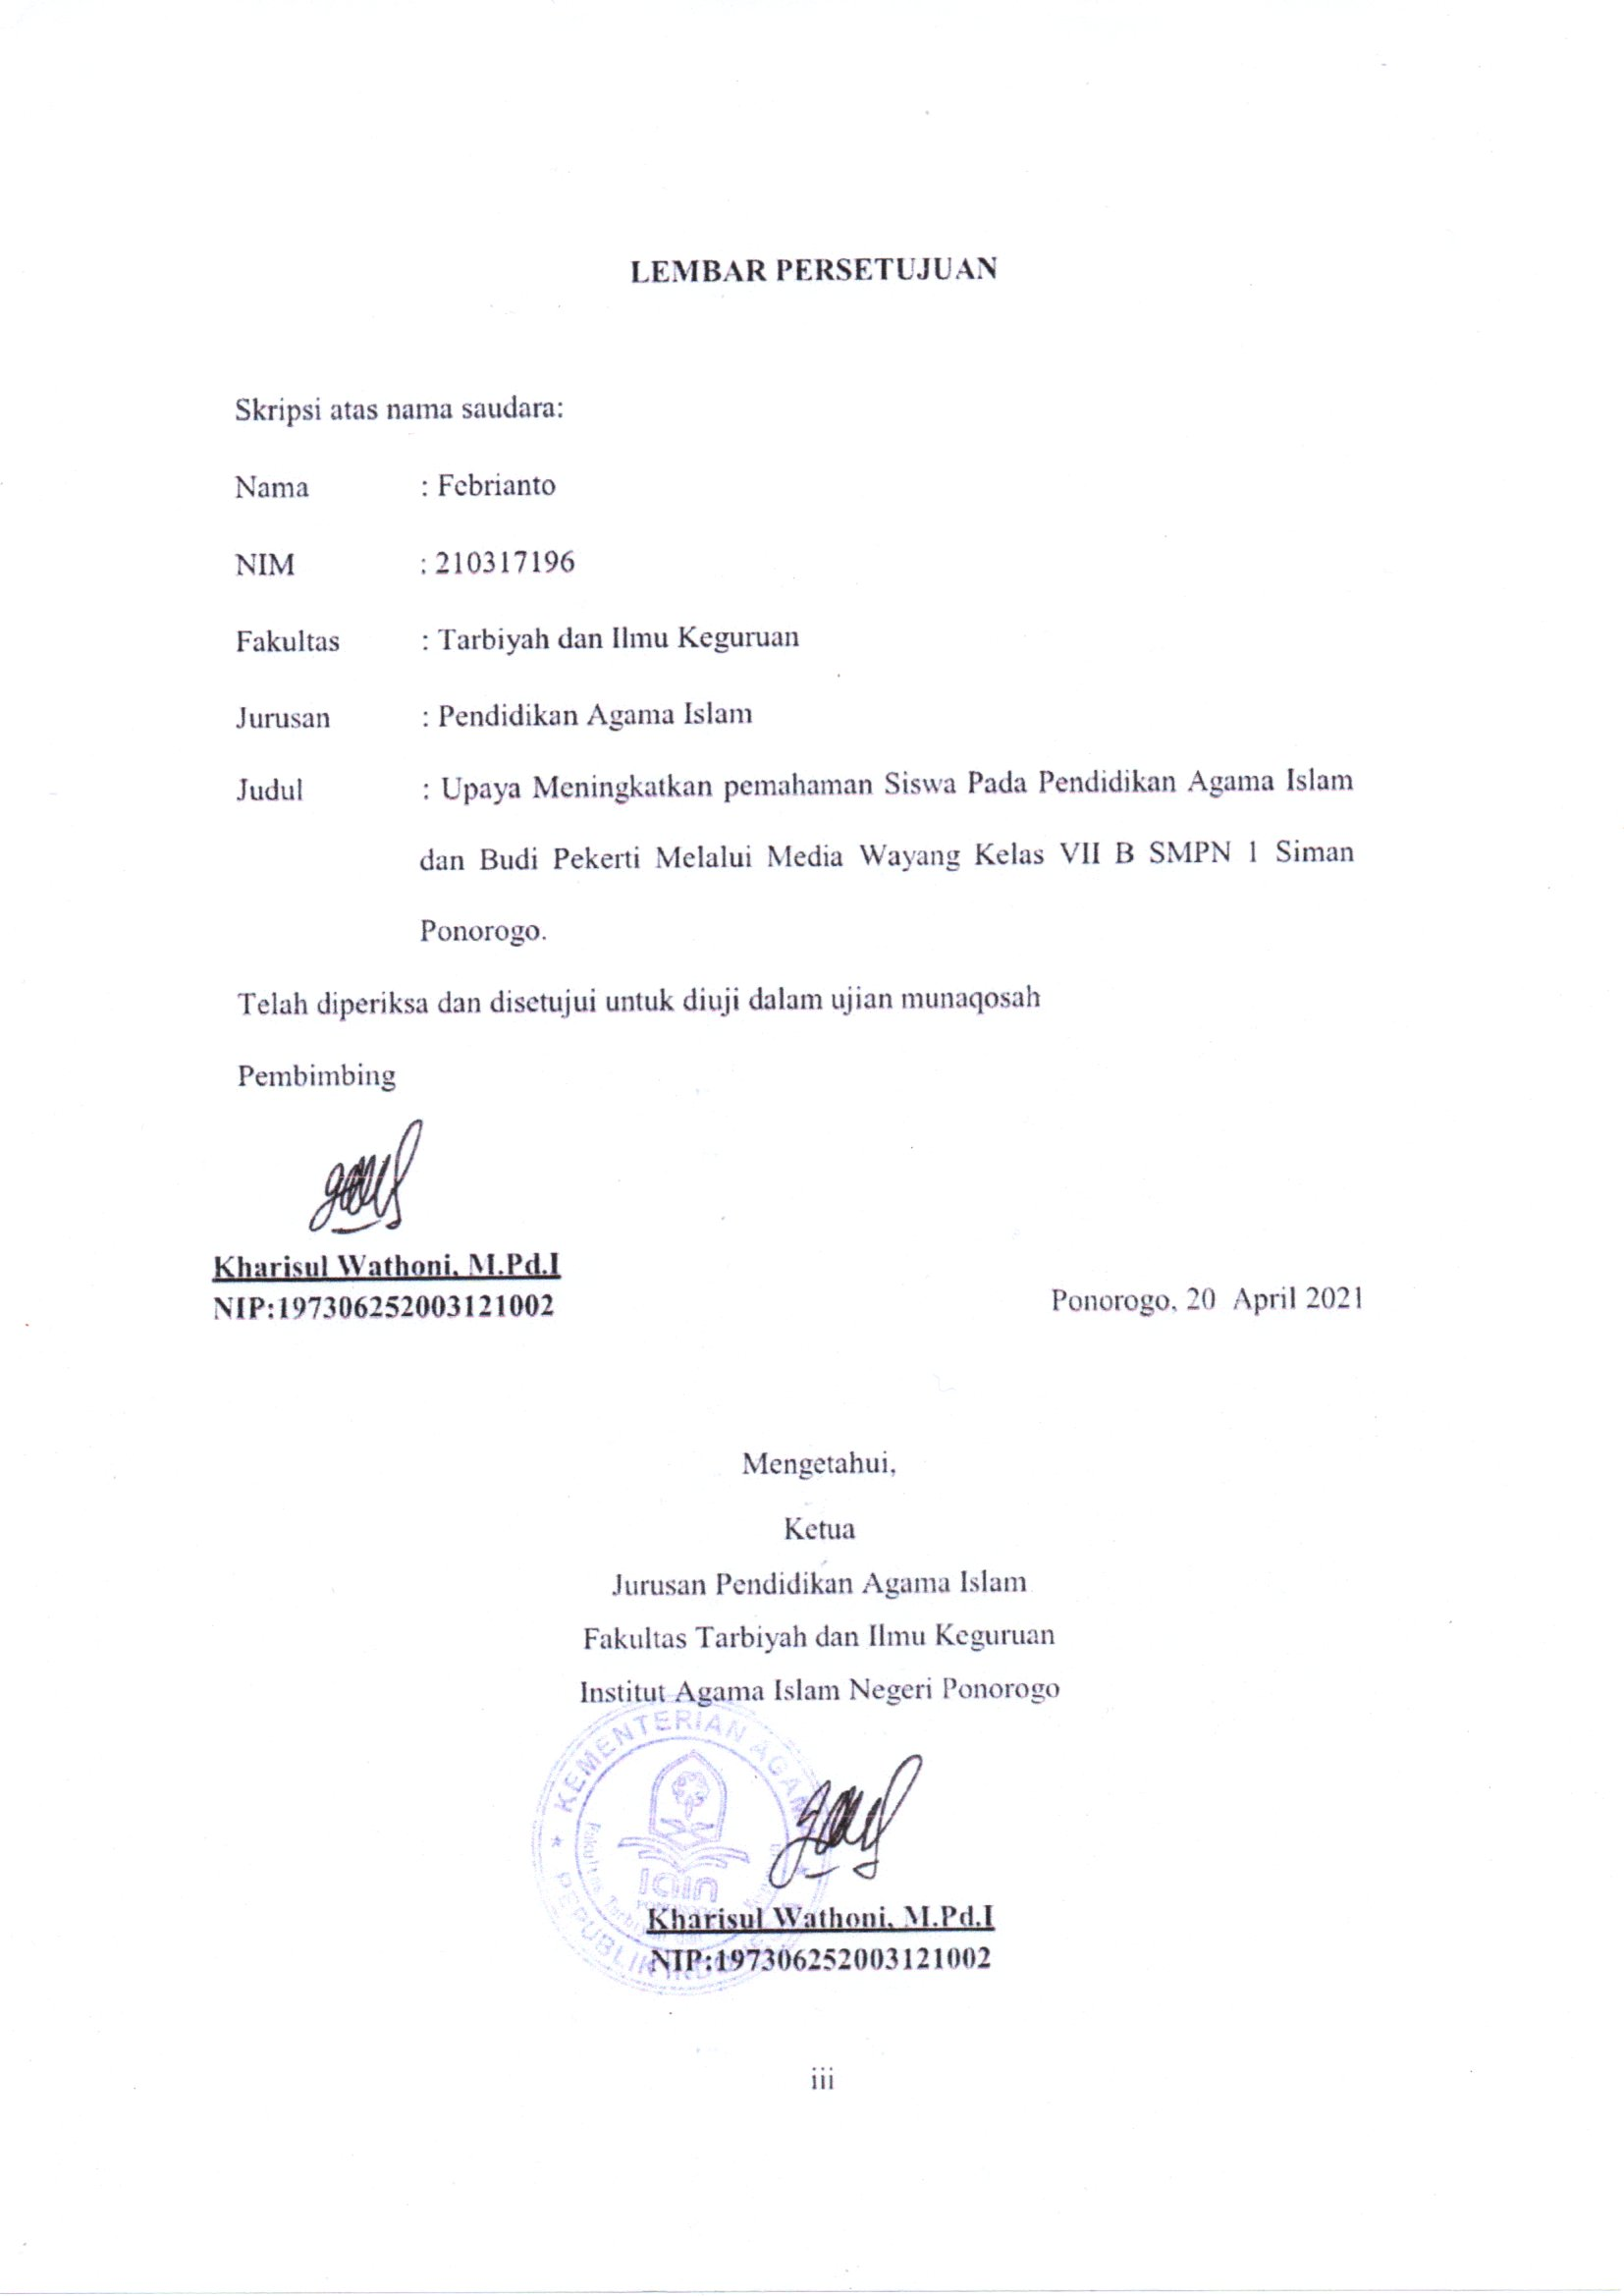 LEMBAR PERSETUJUAN
Skripsi atas nama saudara:
Nama : Febrianto
NIM : 210317196
Fakultas : Tarbiyah dan Ilmu Keguruan
Jurusan : Pendidikan Agama Islam
Judul : Upaya Meningkatkan pemahaman Siswa Pada Pendidikan Agama Islam
dan Budi Pekerti Melalui Media Wayang Kelas VII B SMPN 1 Siman
Ponorogo.
Telah diperiksa dan disetujui untuk diuji dalam ujian munaqosah
Pembimbing
Kharisul Wathoni, M.Pd.I
NIP:197306252003121002
Ponorogo, 20 April 2021
Mengetahui,
Ketua
Jurusan Pendidikan Agama Islam
Fakultas Tarbiyah dan Ilmu Keguruan
Institut Agama Islam Negeri Ponorogo
KEMENTERIAN AGAMA
iain
Kharisul Wathoni, M.Pd.I
NIP:197306252003121002
iii